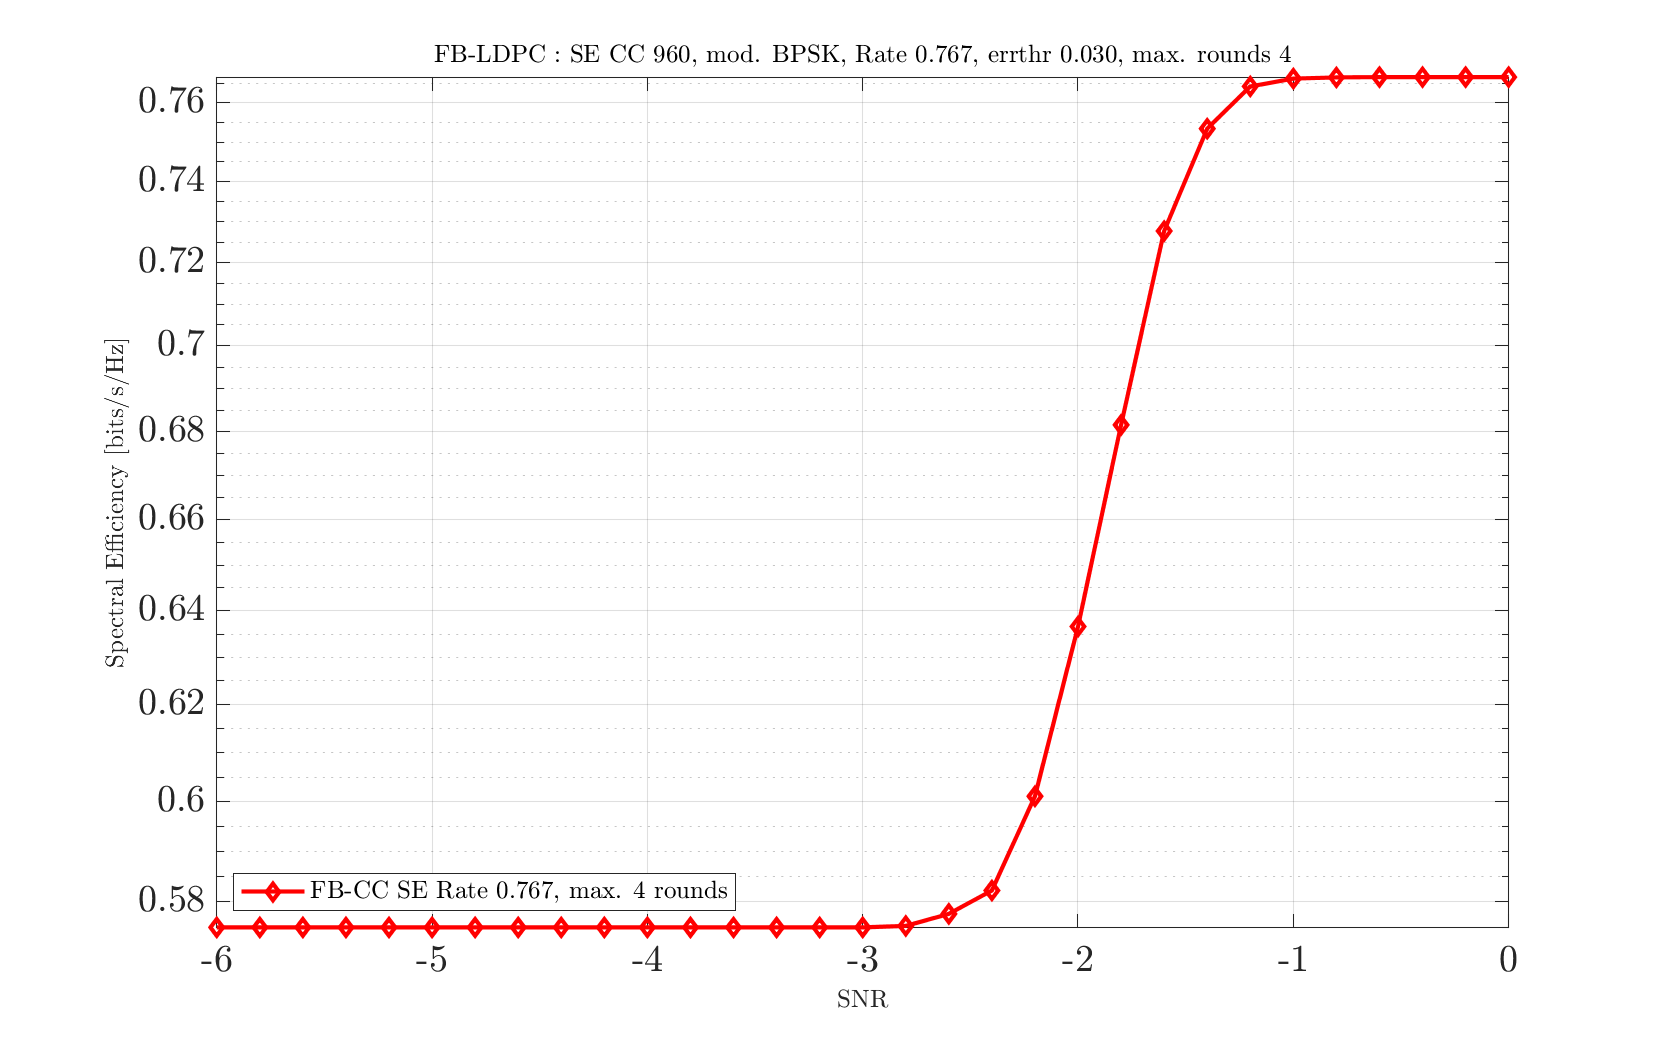 FB-LDPC : SE CC 960, mod. BPSK, Rate 0.767, errthr 0.030, max. rounds 4
Spectral Efficiency [bits/s/Hz]
0.76
0.74
0.72
0.7
0.68
0.66
0.64
0.62
0.6
0.58
FB-CC SE Rate 0.767, max. 4 rounds
-6 -5 -4 -3 -2 -1 0
SNR